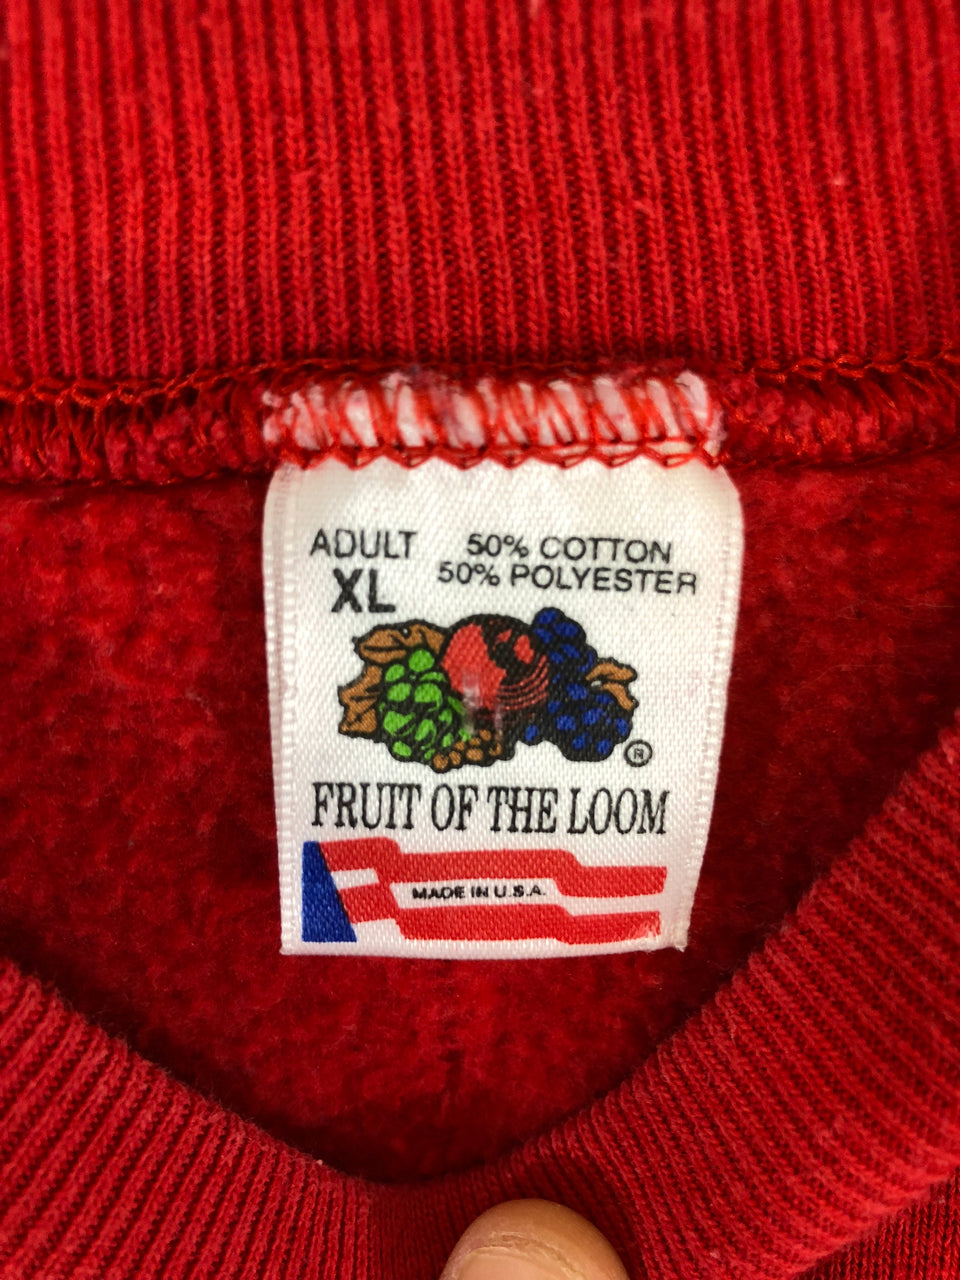 ADULT
XL
50% COTTON
50% POLYESTER
®
FRUIT OF THE LOOM
MADE IN U.S.A.